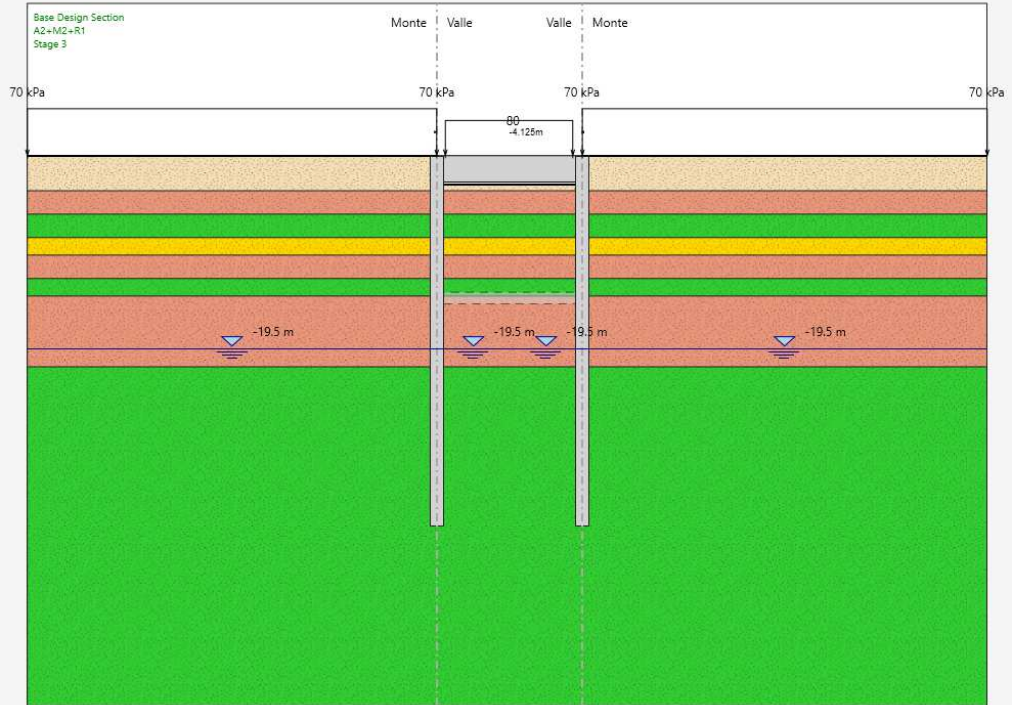 Base Design Section
A2+M2+R1
Stage 3
Monte Valle Valle Monte
70 kPa 70 kPa 70 kPa 70 kPa
80
-4.125m
-19.5 m -19.5 m -19.5 m -19.5 m